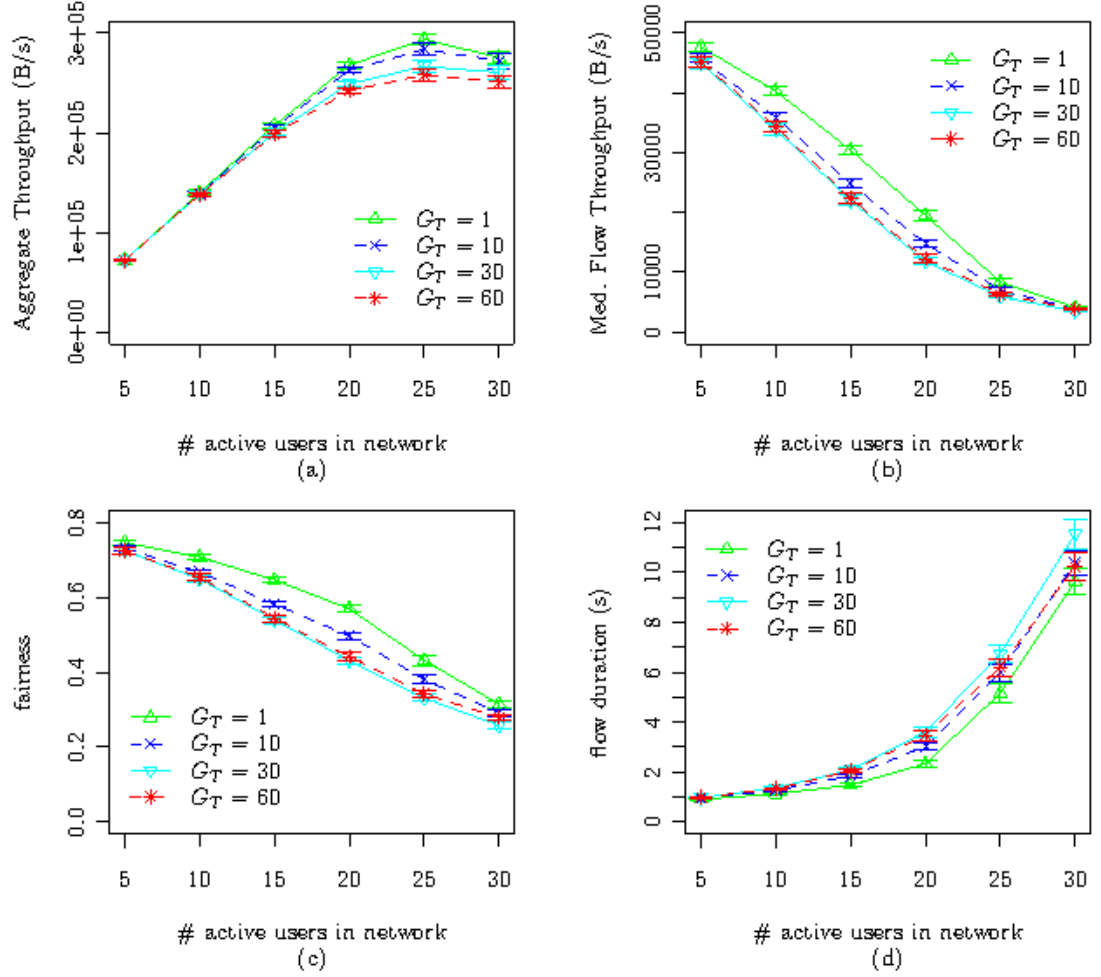 Aggregate Throughput (B/s)
0e+00 1e+05 2e+05 3e+05
G_T = 1
G_T = 10
G_T = 30
G_T = 60
5 10 15 20 25 30
# active users in network
(a)
Med. Flow Throughput (B/s)
0 10000 30000 50000
G_T = 1
G_T = 10
G_T = 30
G_T = 60
5 10 15 20 25 30
# active users in network
(b)
fairness
0.0 0.2 0.4 0.6 0.8
G_T = 1
G_T = 10
G_T = 30
G_T = 60
5 10 15 20 25 30
# active users in network
(c)
flow duration (s)
0 2 4 6 8 10 12
G_T = 1
G_T = 10
G_T = 30
G_T = 60
5 10 15 20 25 30
# active users in network
(d)